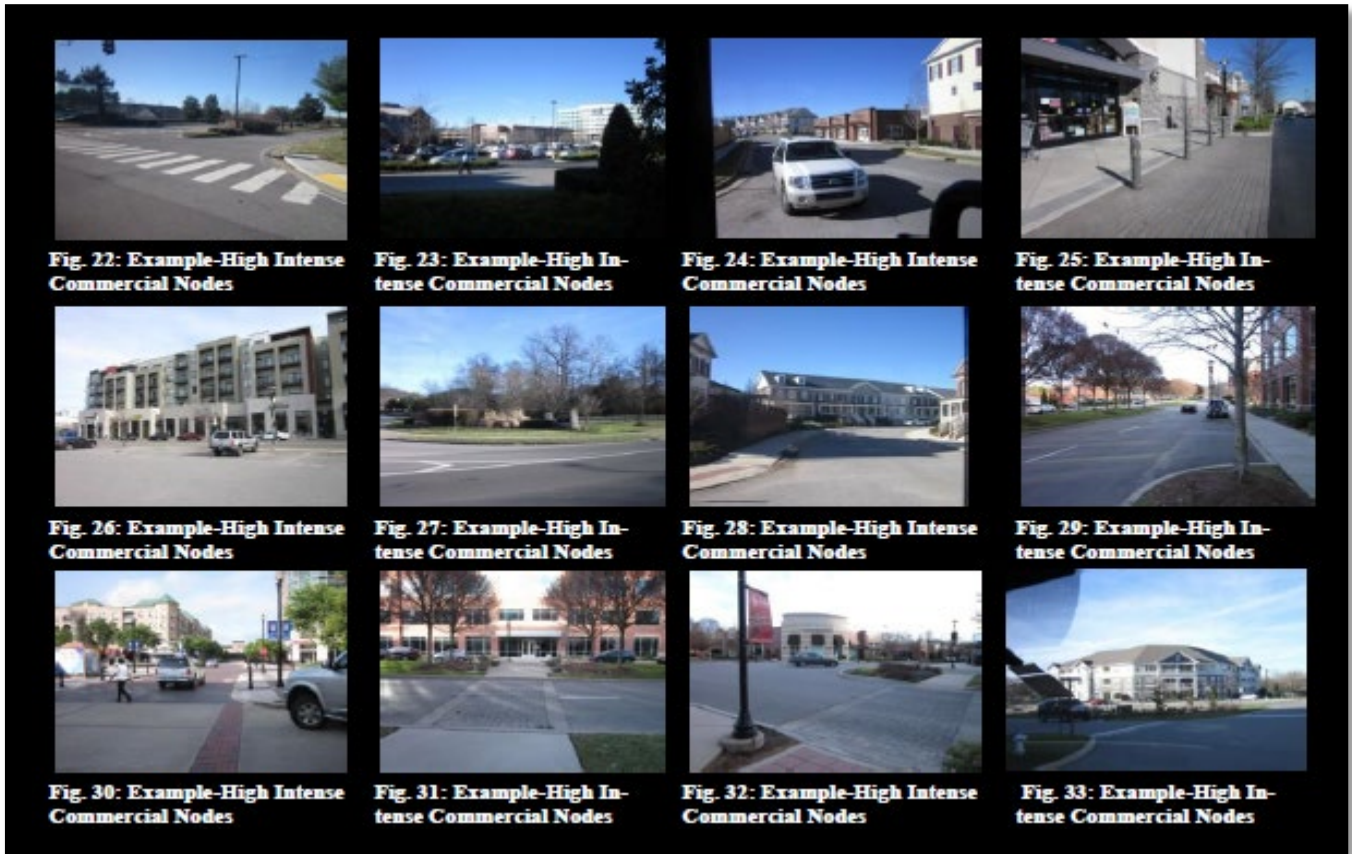 Fig. 22: Example-High Intense
Commercial Nodes
Fig. 23: Example-High In-
tense Commercial Nodes
Fig. 24: Example-High Intense
Commercial Nodes
Fig. 25: Example-High In-
tense Commercial Nodes
Fig. 26: Example-High Intense
Commercial Nodes
Fig. 27: Example-High In-
tense Commercial Nodes
Fig. 28: Example-High Intense
Commercial Nodes
Fig. 29: Example-High In-
tense Commercial Nodes
Fig. 30: Example-High Intense
Commercial Nodes
Fig. 31: Example-High In-
tense Commercial Nodes
Fig. 32: Example-High Intense
Commercial Nodes
Fig. 33: Example-High In-
tense Commercial Nodes